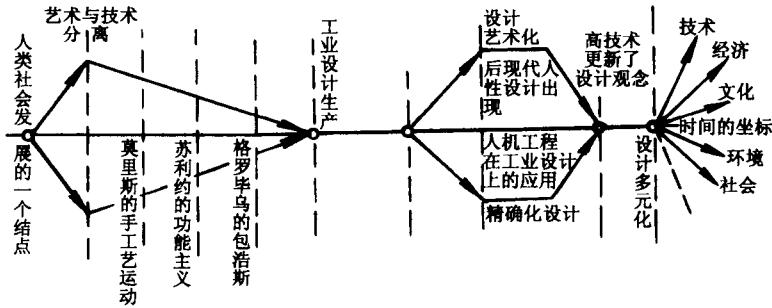 艺术与技术
分离
人类社会发
展的一个结点
莫里斯的手工艺运动
苏利约的功能主义
格罗毕乌的包浩斯
工业设计生产
设计
艺术化
后现代人
性设计出
现
人机工程
在工业设计
上的应用
精确化设计
高技术
更新了
设计观念
设计多元化
技术
经济
文化
时间的坐标
环境
社会